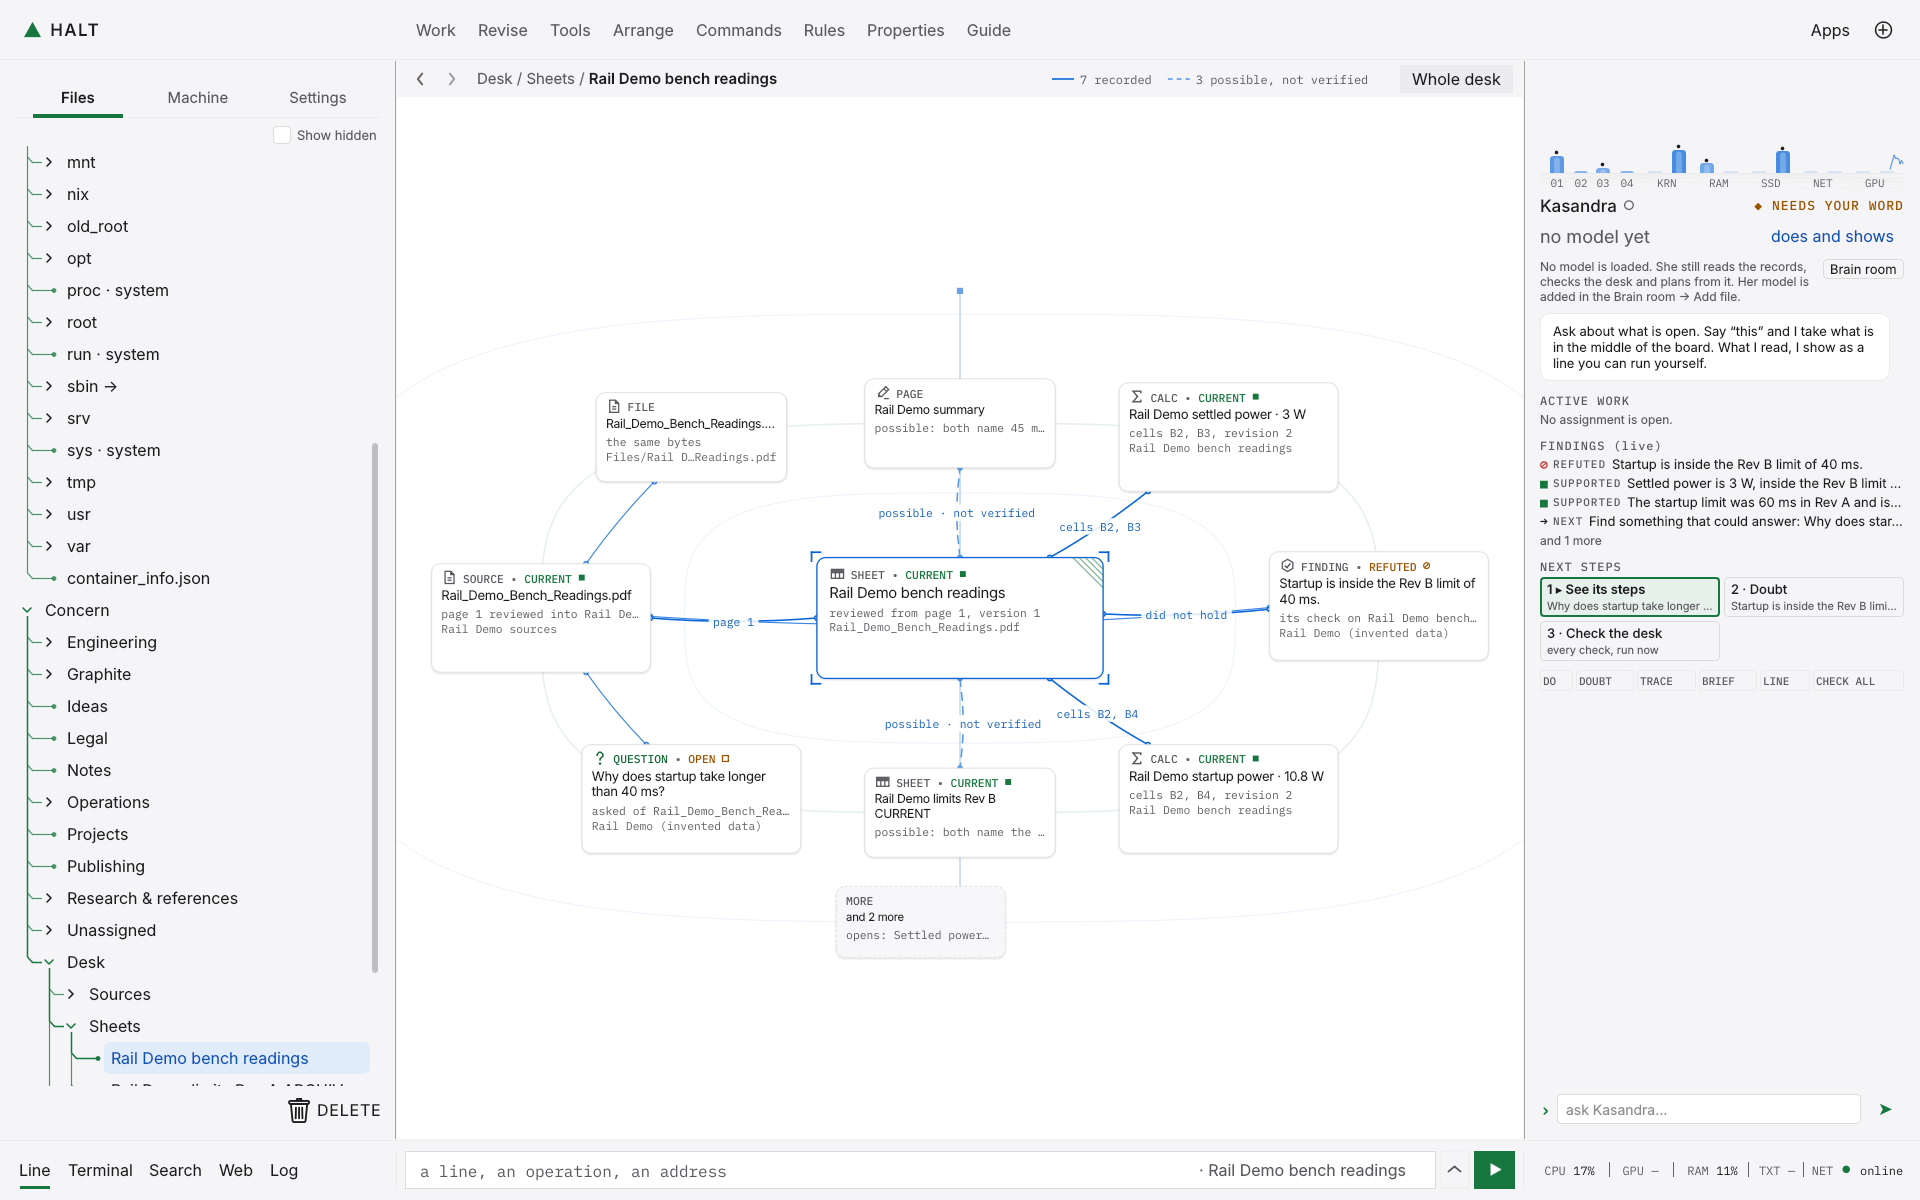 HALT
Work Revise Tools Arrange Commands Rules Properties Guide
Apps
Files Machine Settings
Show hidden
mnt
nix
old_root
opt
proc · system
root
run · system
sbin →
srv
sys · system
tmp
usr
var
container_info.json
Concern
Engineering
Graphite
Ideas
Legal
Notes
Operations
Projects
Publishing
Research & references
Unassigned
Desk
Sources
Sheets
Rail Demo bench readings
DELETE
Desk / Sheets / Rail Demo bench readings
7 recorded
3 possible, not verified
Whole desk
FILE
Rail_Demo_Bench_Readings....
the same bytes
Files/Rail D…Readings.pdf
PAGE
Rail Demo summary
possible: both name 45 m…
CALC • CURRENT
Rail Demo settled power · 3 W
cells B2, B3, revision 2
Rail Demo bench readings
possible · not verified
cells B2, B3
SOURCE • CURRENT
Rail_Demo_Bench_Readings.pdf
page 1 reviewed into Rail De…
Rail Demo sources
page 1
SHEET • CURRENT
Rail Demo bench readings
reviewed from page 1, version 1
Rail_Demo_Bench_Readings.pdf
did not hold
FINDING • REFUTED
Startup is inside the Rev B limit of
40 ms.
its check on Rail Demo bench…
Rail Demo (invented data)
possible · not verified
cells B2, B4
QUESTION • OPEN
Why does startup take longer
than 40 ms?
asked of Rail_Demo_Bench_Rea…
Rail Demo (invented data)
SHEET • CURRENT
Rail Demo limits Rev B
CURRENT
possible: both name the …
CALC • CURRENT
Rail Demo startup power · 10.8 W
cells B2, B4, revision 2
Rail Demo bench readings
MORE
and 2 more
opens: Settled power…
01 02 03 04 KRN RAM SSD NET GPU
Kasandra
NEEDS YOUR WORD
no model yet
does and shows
No model is loaded. She still reads the records,
checks the desk and plans from it. Her model is
added in the Brain room → Add file.
Brain room
Ask about what is open. Say “this” and I take what is
in the middle of the board. What I read, I show as a
line you can run yourself.
ACTIVE WORK
No assignment is open.
FINDINGS (live)
REFUTED Startup is inside the Rev B limit of 40 ms.
SUPPORTED Settled power is 3 W, inside the Rev B limit …
SUPPORTED The startup limit was 60 ms in Rev A and is…
→ NEXT Find something that could answer: Why does star…
and 1 more
NEXT STEPS
1 ▸ See its steps
Why does startup take longer …
2 · Doubt
Startup is inside the Rev B limi…
3 · Check the desk
every check, run now
DO DOUBT TRACE BRIEF LINE CHECK ALL
› ask Kasandra…
Line Terminal Search Web Log
a line, an operation, an address
· Rail Demo bench readings
CPU 17% GPU — RAM 11% TXT — NET ● online